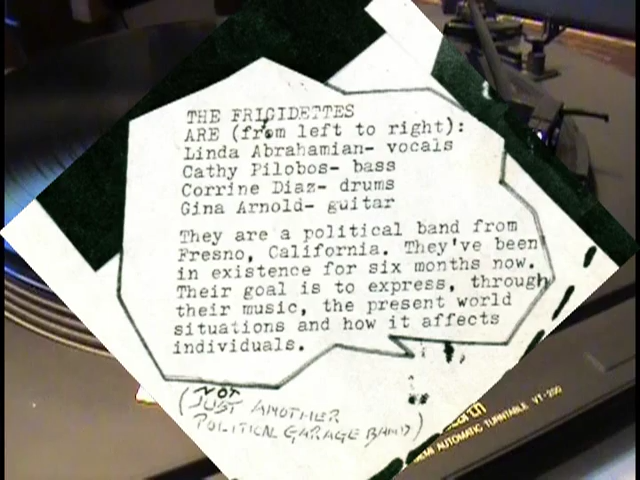 THE FRIGIDETTES
ARE (from left to right):
Linda Abrahamian- vocals
Cathy Pilobos- bass
Corrine Diaz- drums
Gina Arnold- guitar
They are a political band from
Fresno, California. They've been
in existence for six months now.
Their goal is to express, through
their music, the present world
situations and how it affects
individuals.
(NOT
JUST ANOTHER
POLITICAL GARAGE BAND)
SEMI AUTOMATIC TURNTABLE VT-200